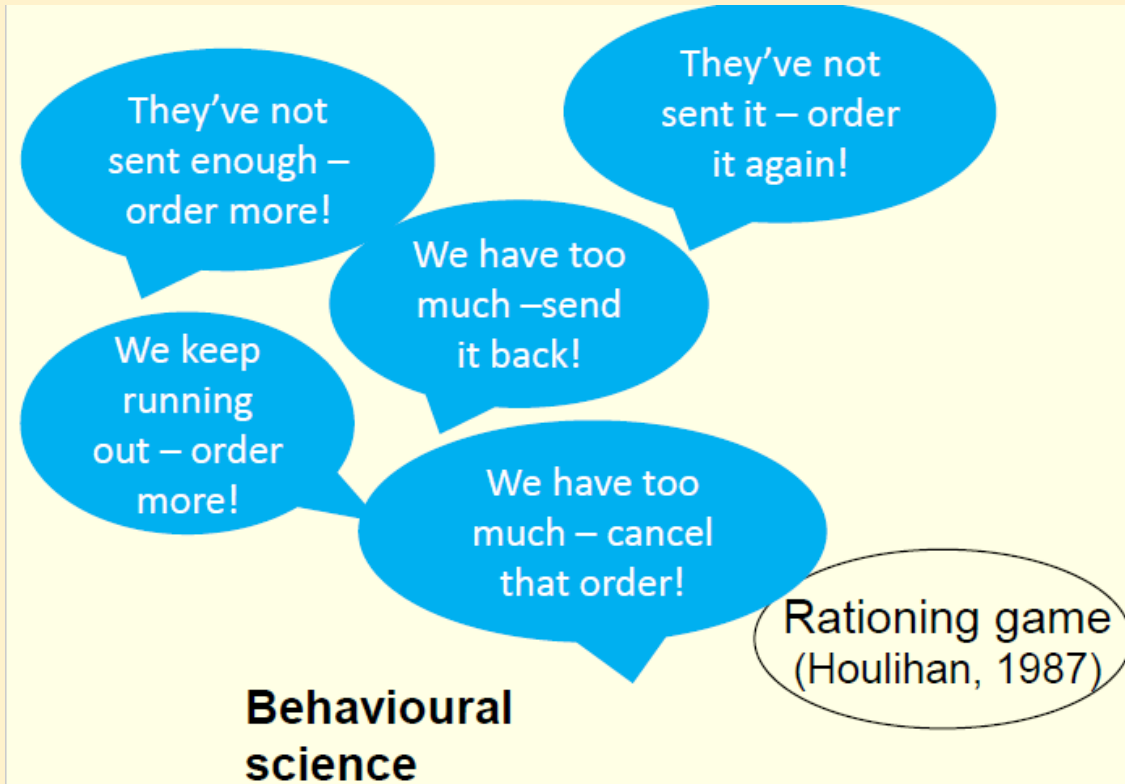 They've not
sent enough –
order more!
They've not
sent it – order
it again!
We have too
much –send
it back!
We keep
running
out – order
more!
We have too
much – cancel
that order!
Rationing game
(Houlihan, 1987)
Behavioural
science